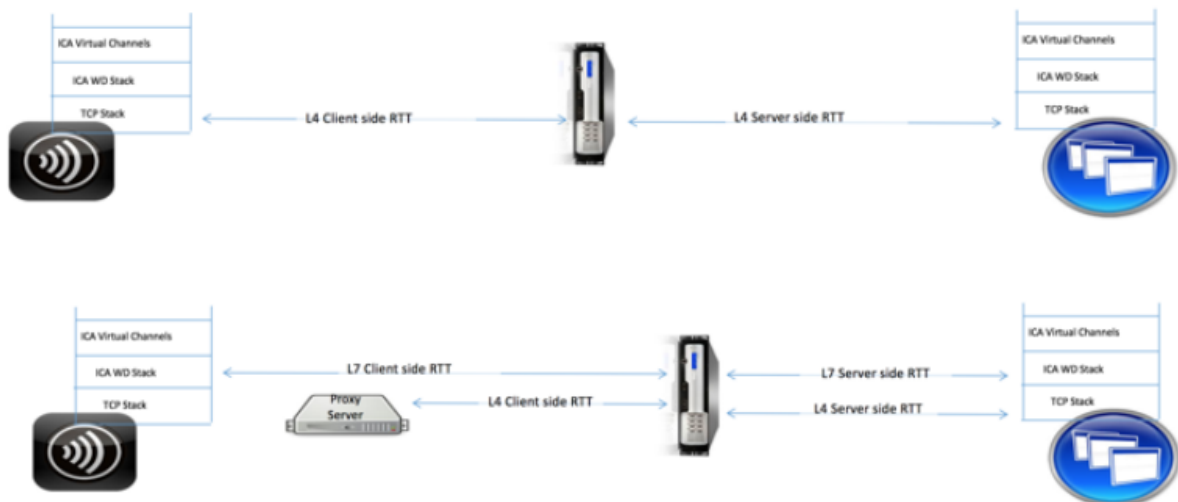 ICA Virtual Channels
ICA WD Stack
TCP Stack
L4 Client side RTT
L4 Server side RTT
ICA Virtual Channels
ICA WD Stack
TCP Stack
ICA Virtual Channels
ICA WD Stack
TCP Stack
L7 Client side RTT
Proxy
Server
L4 Client side RTT
L7 Server side RTT
L4 Server side RTT
ICA Virtual Channels
ICA WD Stack
TCP Stack